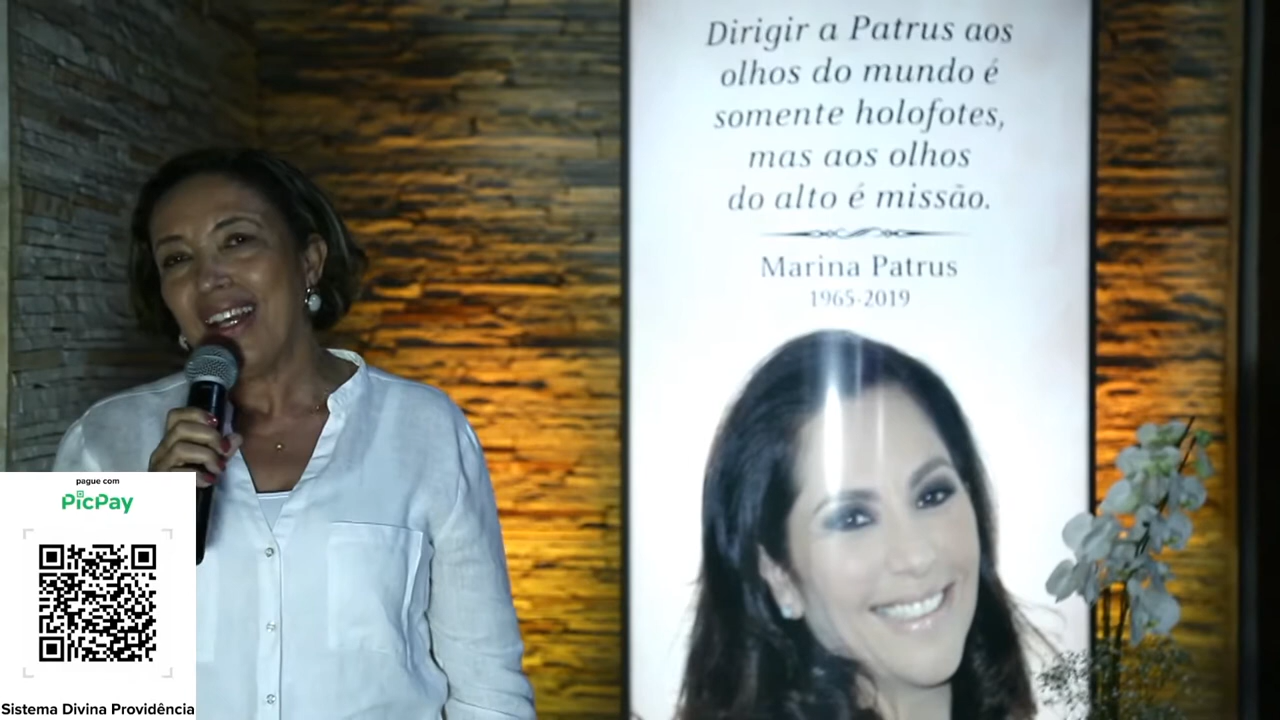 Dirigir a Patrus aos
olhos do mundo é
somente holofotes,
mas aos olhos
do alto é missão.
Marina Patrus
1965-2019
pague com
PicPay
Sistema Divina Providência